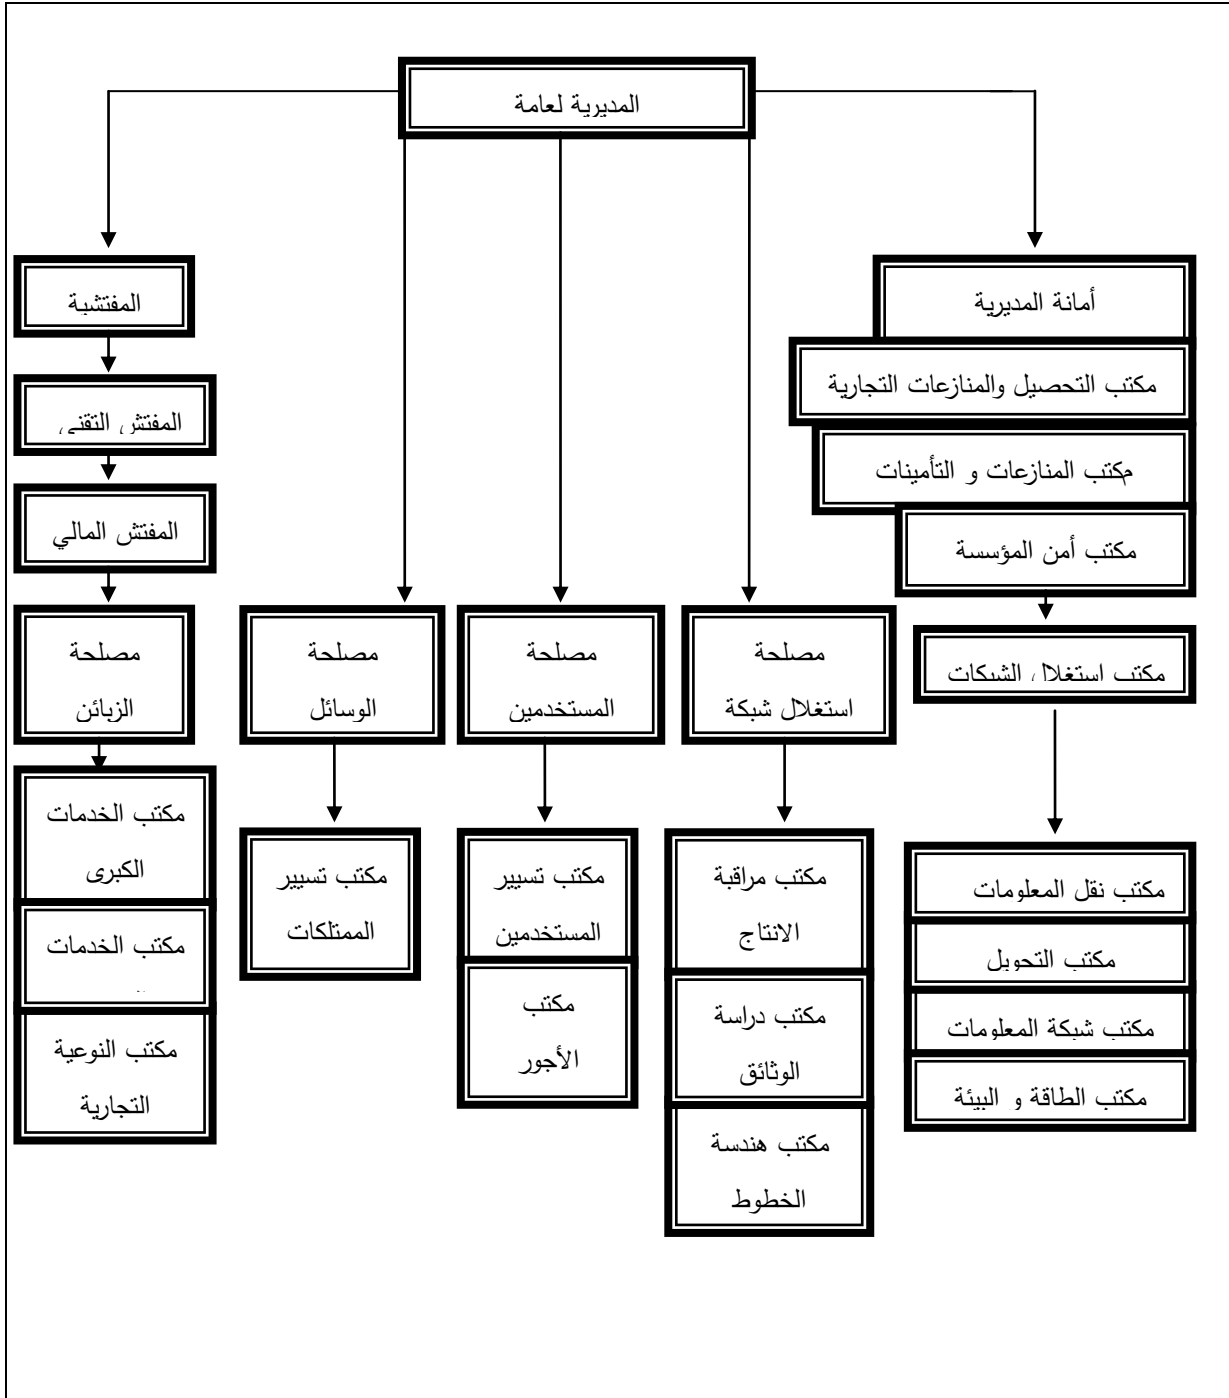 المديرية لعامة
أمانة المديرية
مكتب التحصيل والمنازعات التجارية
مكتب المنازعات و التأمينات
مكتب أمن المؤسسة
مكتب استغلال الشبكات
مكتب نقل المعلومات
مكتب التحويل
مكتب شبكة المعلومات
مكتب الطاقة و البيئة
مصلحة
استغلال شبكة
مكتب مراقبة
الانتاج
مكتب دراسة
الوثائق
مكتب هندسة
الخطوط
مصلحة
المستخدمين
مكتب تسيير
المستخدمين
مكتب
الأجور
مصلحة
الوسائل
مكتب تسيير
الممتلكات
المفتشية
المفتش التقني
المفتش المالي
مصلحة
الزبائن
مكتب الخدمات
الكبرى
مكتب الخدمات
مكتب النوعية
التجارية